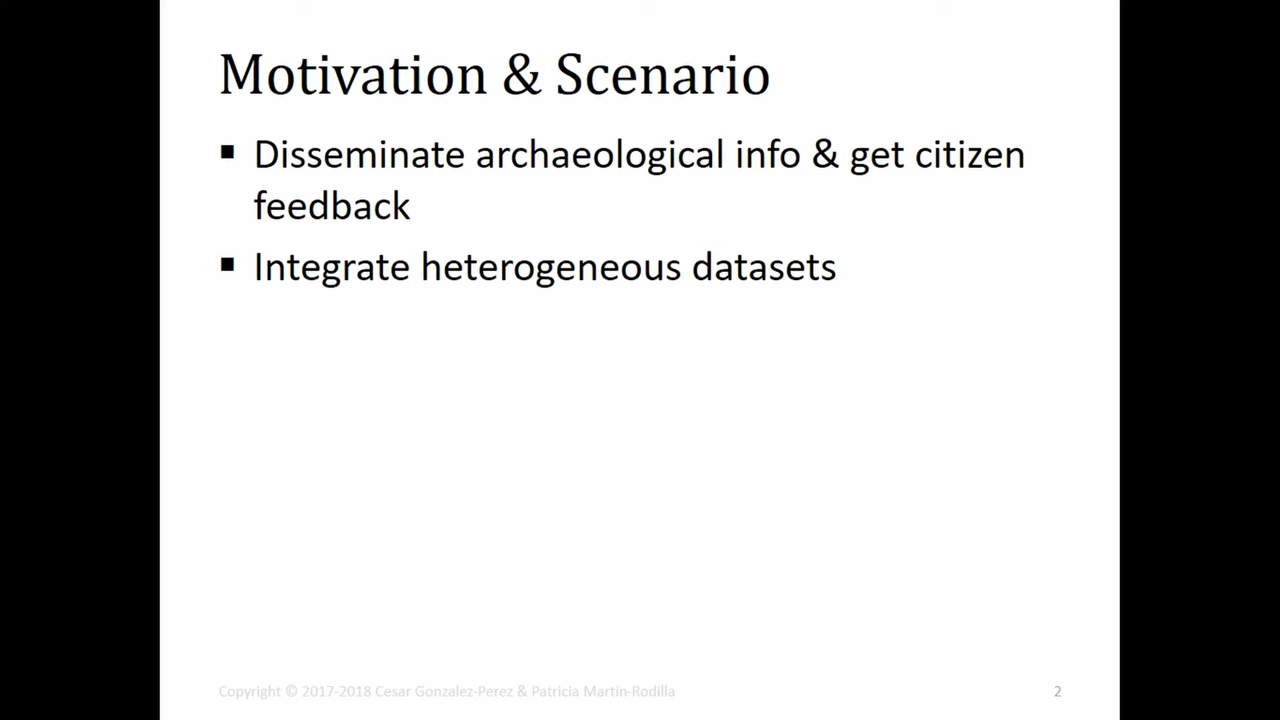 Motivation & Scenario
▪ Disseminate archaeological info & get citizen
feedback
▪ Integrate heterogeneous datasets
Copyright © 2017-2018 Cesar Gonzalez-Perez & Patricia Martín-Rodilla
2